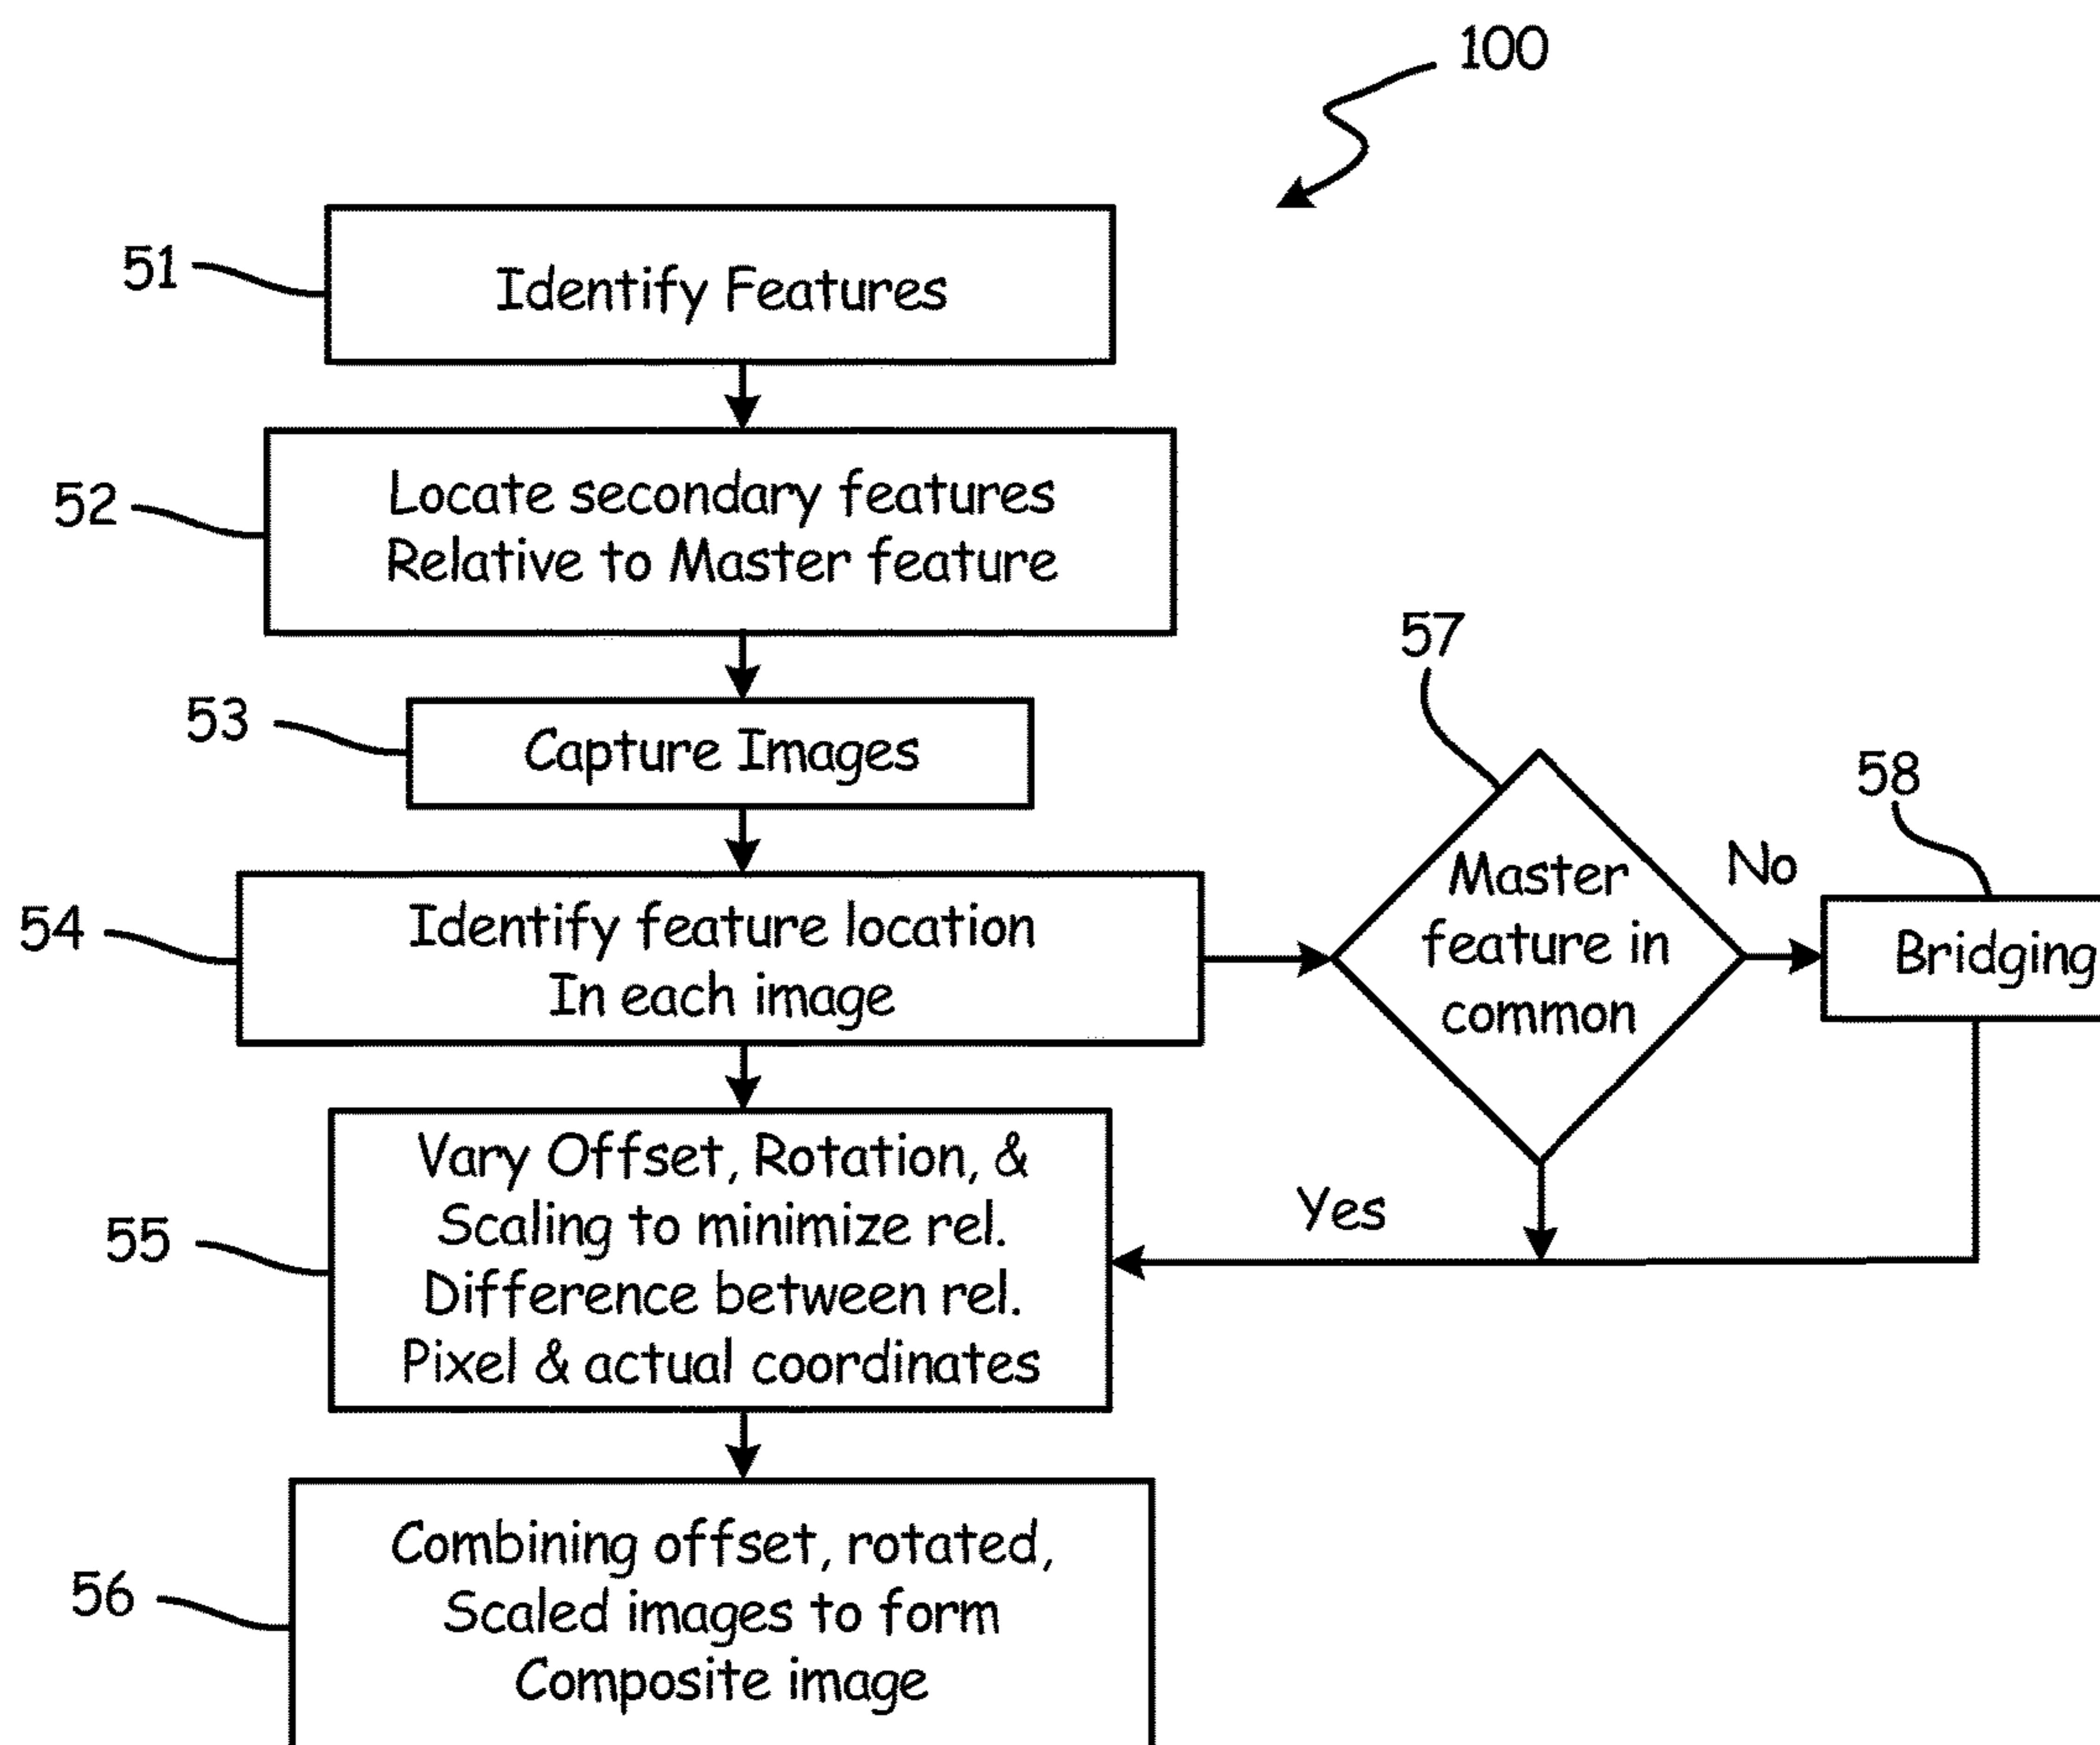 100
51
Identify Features
52
Locate secondary features
Relative to Master feature
53
Capture Images
54
Identify feature location
In each image
57
Master
feature in
common
No
58
Bridging
Yes
55
Vary Offset, Rotation, &
Scaling to minimize rel.
Difference between rel.
Pixel & actual coordinates
56
Combining offset, rotated,
Scaled images to form
Composite image